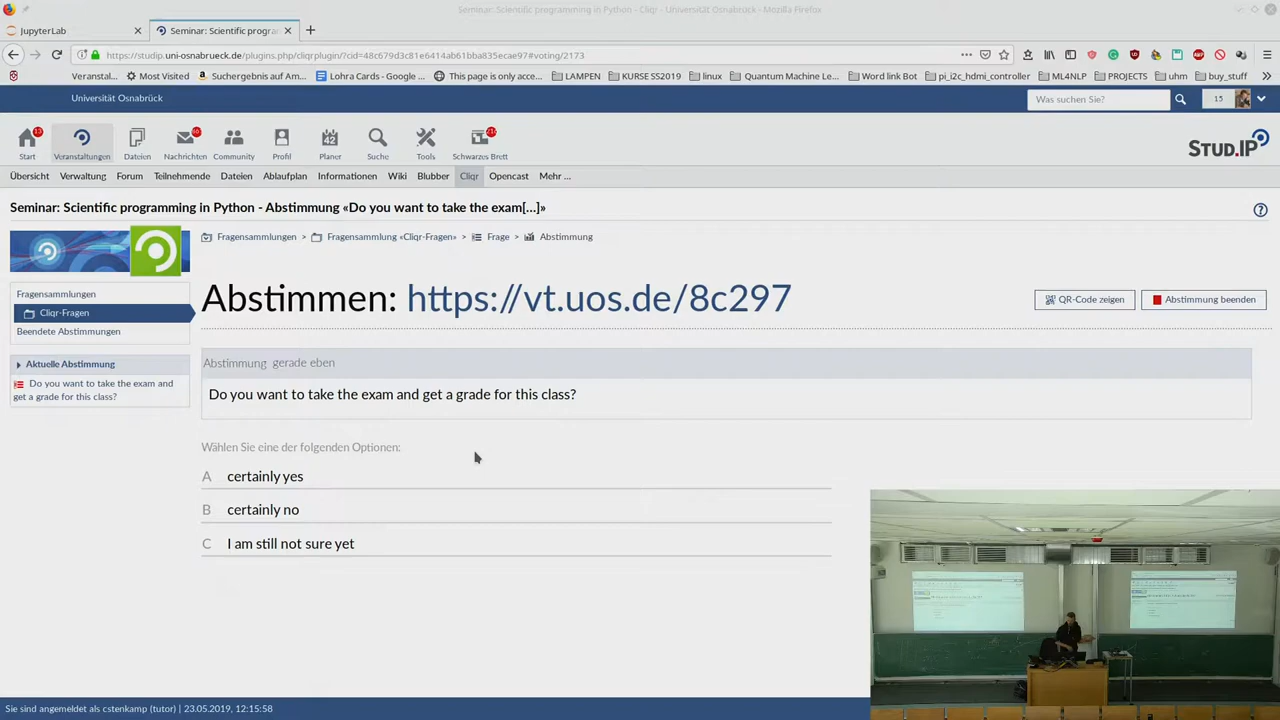 Seminar: Scientific programming in Python - Cliqr - Universität Osnabrück - Mozilla Firefox
JupyterLab
Seminar: Scientific progra
https://studip.uni-osnabrueck.de/plugins.php/cliqrplugin/?cid=48c679d3c81e6414ab61bba835ecae97#voting/2173
Veranstal... Most Visited Suchergebnis auf Am... Lohra Cards - Google ... This page is only acce... LAMPEN KURSE SS2019 linux Quantum Machine Le... Word link Bot pi_i2c_hdmi_controller ML4NLP PROJECTS uhm buy_stuff
Universität Osnabrück
Was suchen Sie?
15
Start Veranstaltungen Dateien Nachrichten Community Profil Planer Suche Tools Schwarzes Brett
42
STUD.IP
Übersicht Verwaltung Forum Teilnehmende Dateien Ablaufplan Informationen Wiki Blubber Cliqr Opencast Mehr ...
Seminar: Scientific programming in Python - Abstimmung «Do you want to take the exam[...]»
Fragensammlungen > Fragensammlung «Cliqr-Fragen» > Frage > Abstimmung
Fragensammlungen
Cliqr-Fragen
Beendete Abstimmungen
Aktuelle Abstimmung
Do you want to take the exam and
get a grade for this class?
Abstimmen: https://vt.uos.de/8c297
QR-Code zeigen
Abstimmung beenden
Abstimmung gerade eben
Do you want to take the exam and get a grade for this class?
Wählen Sie eine der folgenden Optionen:
A certainly yes
B certainly no
C I am still not sure yet
Sie sind angemeldet als cstenkamp (tutor) | 23.05.2019, 12:15:58